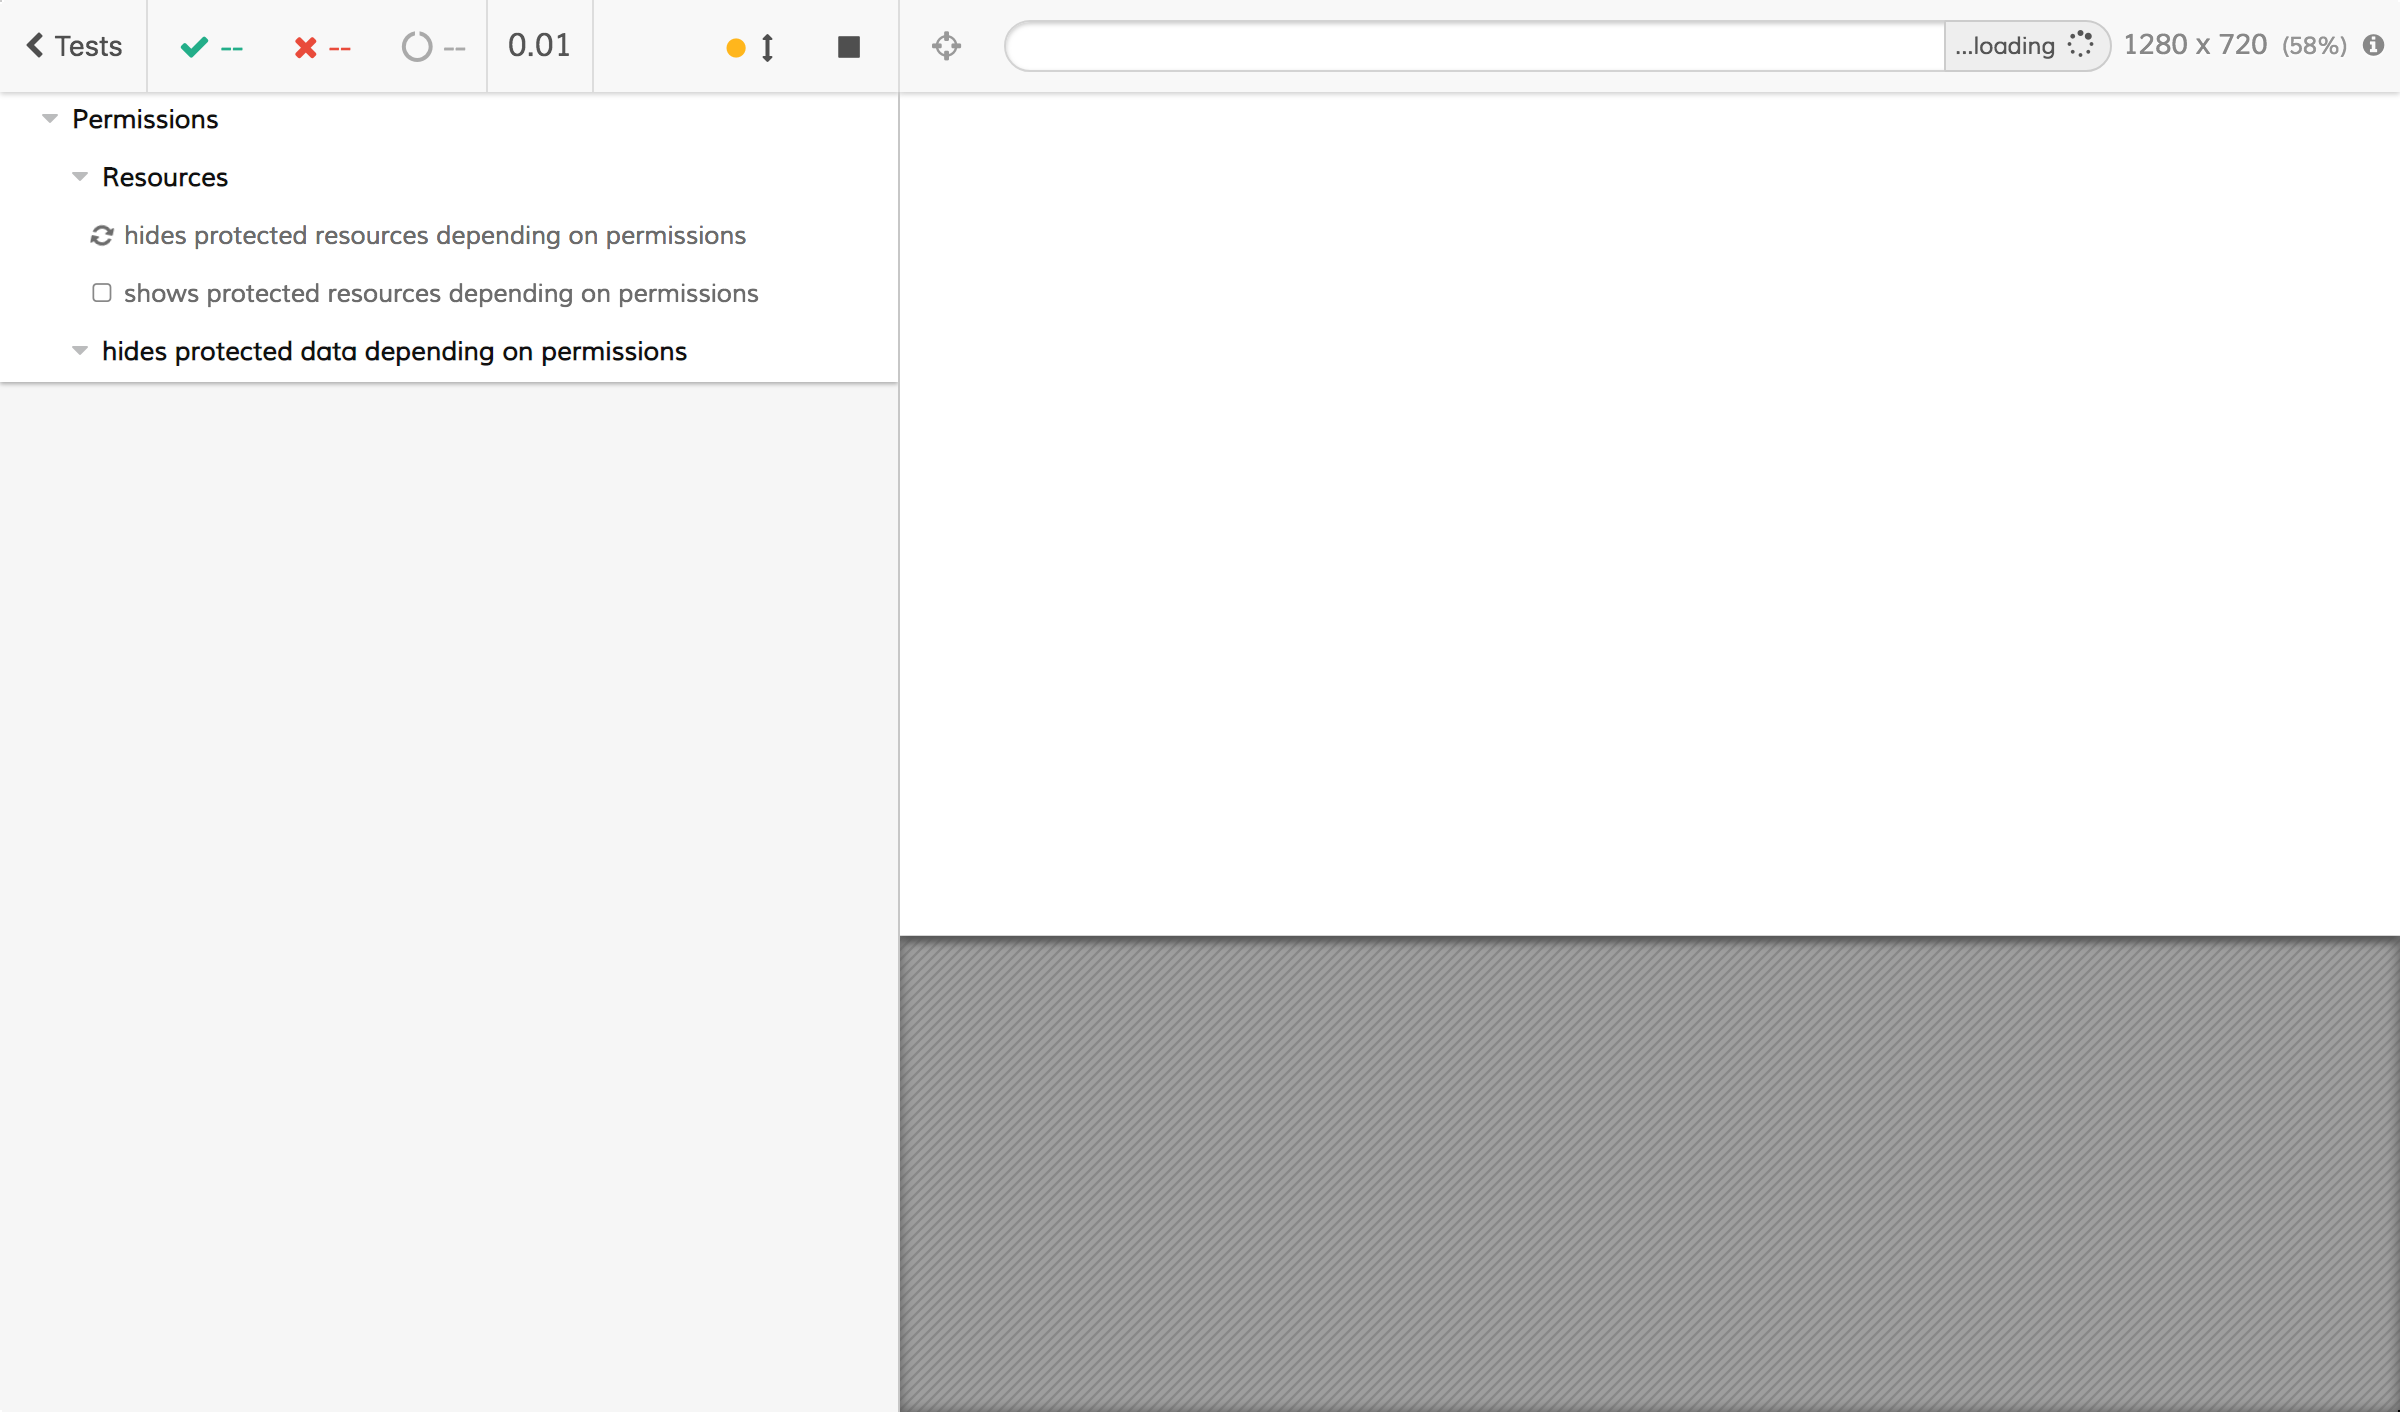 Tests -- -- -- 0.01 ...loading 1280 x 720 (58%)
Permissions
Resources
hides protected resources depending on permissions
shows protected resources depending on permissions
hides protected data depending on permissions